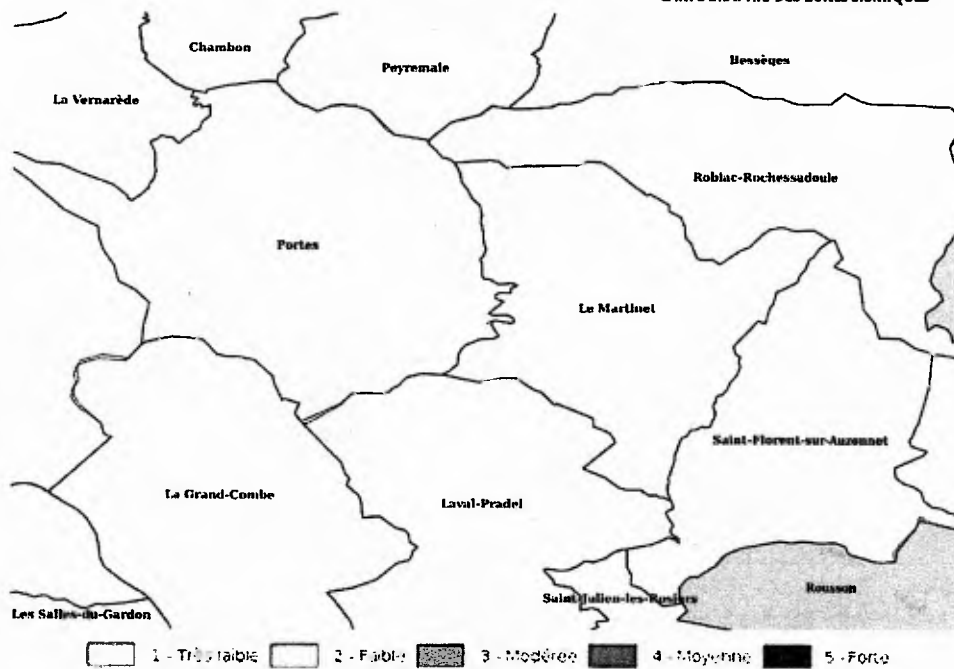 Chambon
Peyremale
Bessèges
La Vernarède
Robiac-Rochessadoule
Portes
Le Martinet
Saint-Florent-sur-Auzonnet
La Grand-Combe
Laval-Pradel
Rousson
Saint-Julien-les-Rosiers
Les Salles-du-Gardon
1 - Très faible 2 - Faible 3 - Modérée 4 - Moyenne 5 - Forte